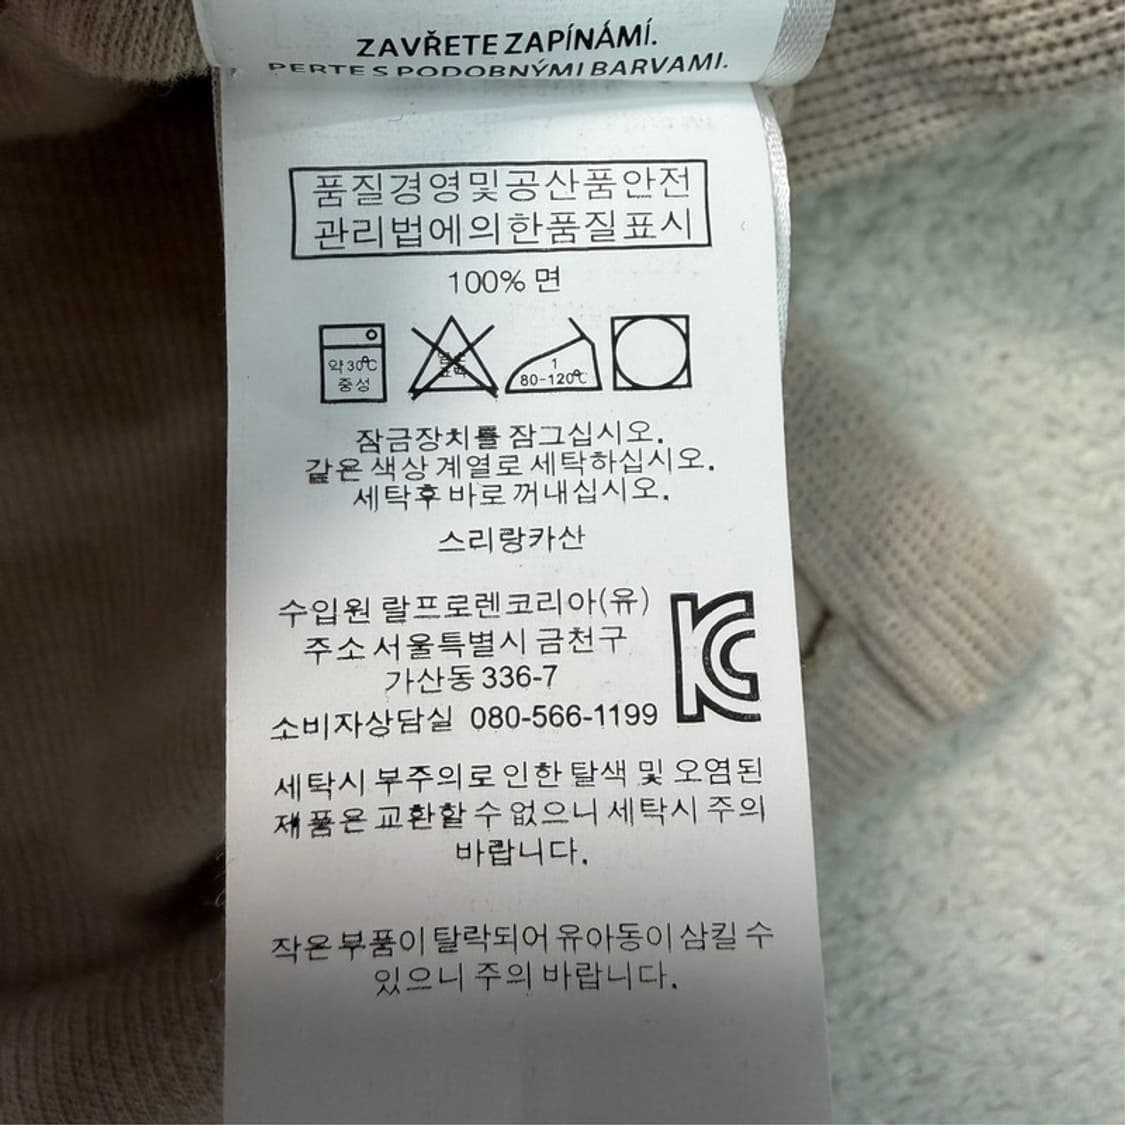 ZAVŘETE ZAPÍNÁMÍ.
PERTE S PODOBNÝMI BARVAMI.
품질경영및공산품안전
관리법에의한품질표시
100% 면
약 30℃
중성
1
80-120℃
잠금장치를 잠그십시오.
같은 색상 계열로 세탁하십시오.
세탁후 바로 꺼내십시오.
스리랑카산
수입원 랄프로렌코리아(유)
주소 서울특별시 금천구
가산동 336-7
소비자상담실 080-566-1199
세탁시 부주의로 인한 탈색 및 오염된
제품은 교환할 수 없으니 세탁시 주의
바랍니다.
작은 부품이 탈락되어 유아동이 삼킬 수
있으니 주의 바랍니다.